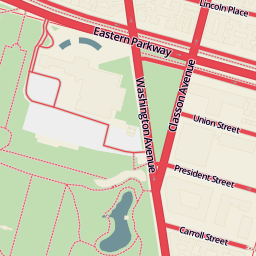 Lincoln Place
Eastern Parkway
Washington Avenue
Classon Avenue
Union Street
President Street
Carroll Street